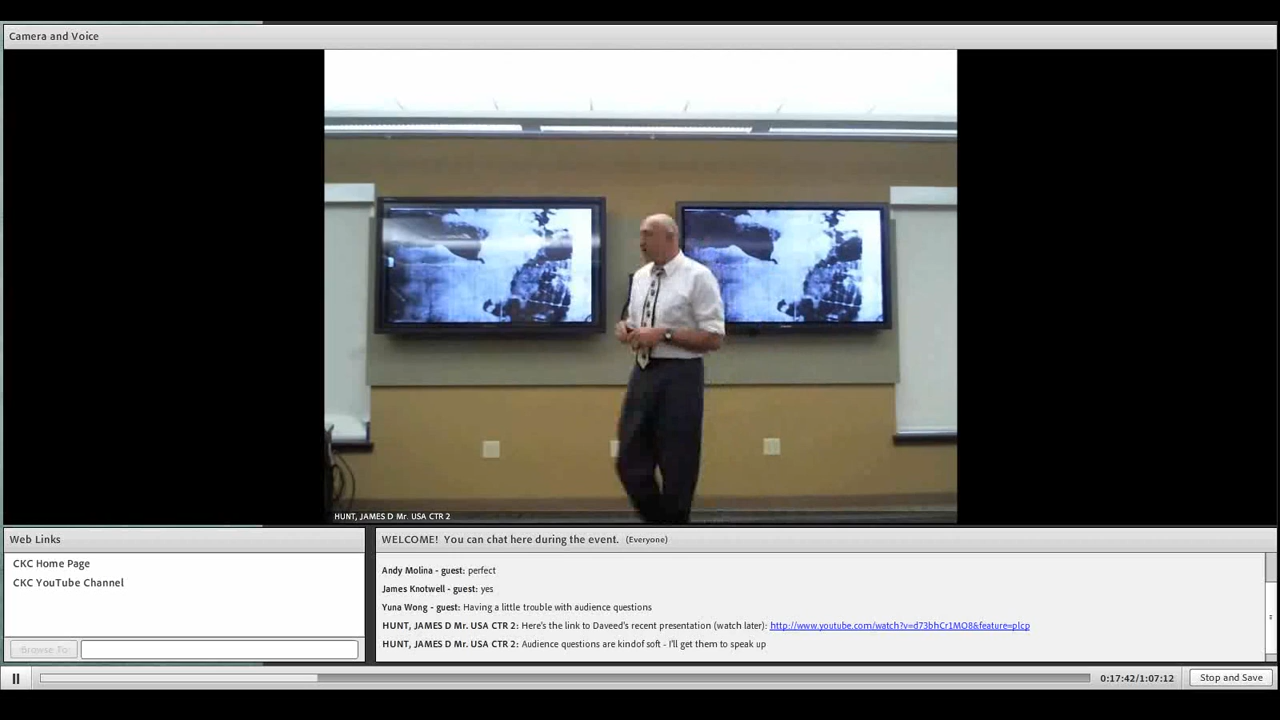 Camera and Voice
HUNT, JAMES D Mr. USA CTR 2
Web Links
CKC Home Page
CKC YouTube Channel
Browse To
WELCOME! You can chat here during the event. (Everyone)
Andy Molina - guest: perfect
James Knotwell - guest: yes
Yuna Wong - guest: Having a little trouble with audience questions
HUNT, JAMES D Mr. USA CTR 2: Here's the link to Daveed's recent presentation (watch later): http://www.youtube.com/watch?v=d73bhCr1MO8&feature=plcp
HUNT, JAMES D Mr. USA CTR 2: Audience questions are kindof soft - I'll get them to speak up
0:17:42/1:07:12
Stop and Save